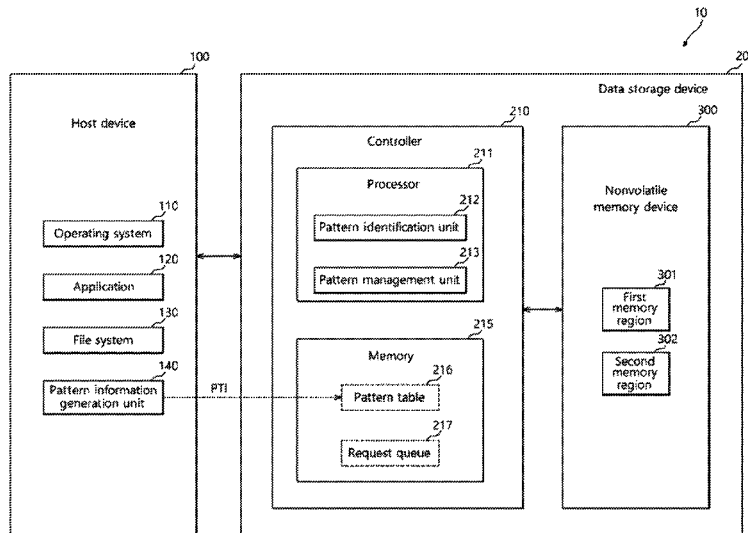 10
100
20
Host device
Data storage device
210
300
Controller
211
Processor
212
Pattern identification unit
213
Pattern management unit
Nonvolatile
memory device
110
Operating system
120
Application
130
File system
140
Pattern information
generation unit
PTI
215
Memory
216
Pattern table
217
Request queue
301
First
memory
region
302
Second
memory
region